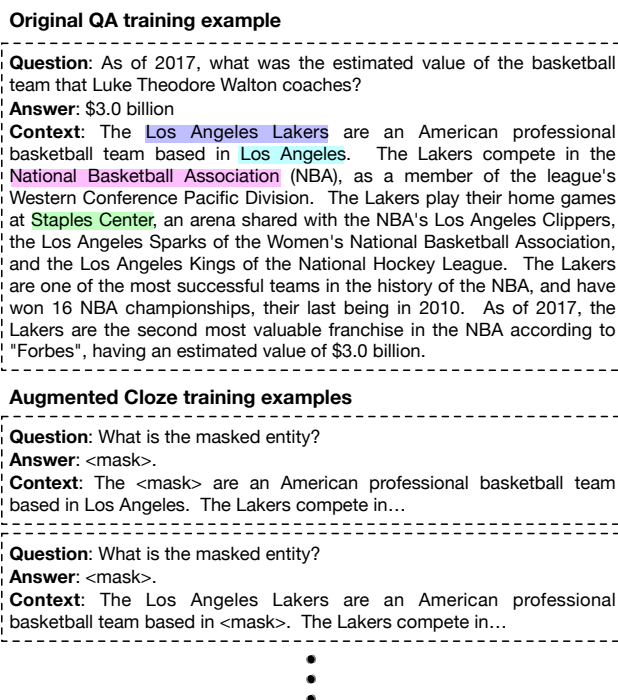 Original QA training example
Question: As of 2017, what was the estimated value of the basketball
team that Luke Theodore Walton coaches?
Answer: $3.0 billion
Context: The Los Angeles Lakers are an American professional
basketball team based in Los Angeles. The Lakers compete in the
National Basketball Association (NBA), as a member of the league's
Western Conference Pacific Division. The Lakers play their home games
at Staples Center, an arena shared with the NBA's Los Angeles Clippers,
the Los Angeles Sparks of the Women's National Basketball Association,
and the Los Angeles Kings of the National Hockey League. The Lakers
are one of the most successful teams in the history of the NBA, and have
won 16 NBA championships, their last being in 2010. As of 2017, the
Lakers are the second most valuable franchise in the NBA according to
"Forbes", having an estimated value of $3.0 billion.
Augmented Cloze training examples
Question: What is the masked entity?
Answer: <mask>.
Context: The <mask> are an American professional basketball team
based in Los Angeles. The Lakers compete in…
Question: What is the masked entity?
Answer: <mask>.
Context: The Los Angeles Lakers are an American professional
basketball team based in <mask>. The Lakers compete in…